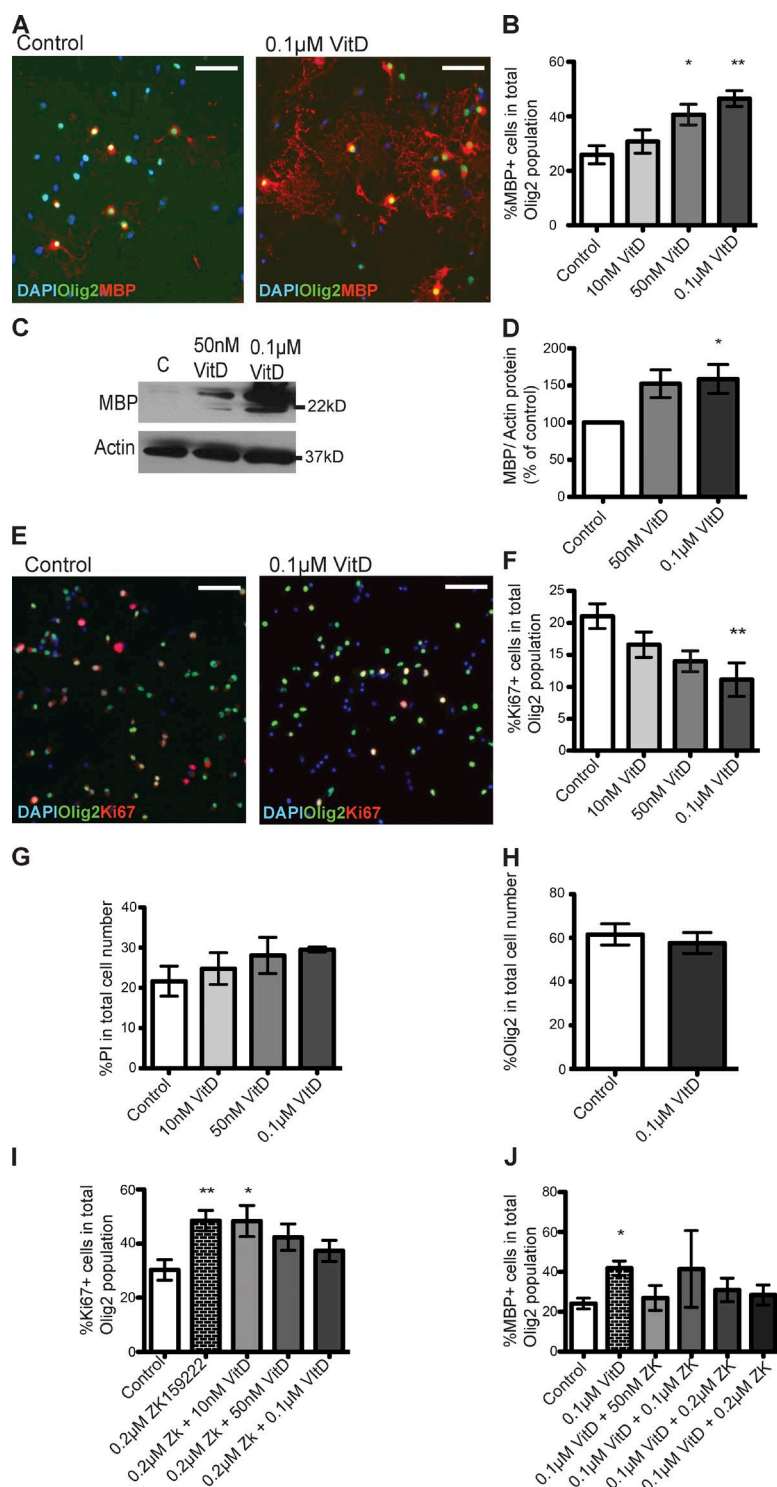 A
Control
0.1µM VitD
DAPIOlig2MBP
DAPIOlig2MBP
B
%MBP+ cells in total
Olig2 population
60
40
20
0
Control
10nM VitD
50nM VitD
0.1µM VitD
*
**
C
C
50nM
VitD
0.1µM
VitD
MBP
22kD
Actin
37kD
D
MBP/ Actin protein
(% of control)
200
150
100
50
0
Control
50nM VitD
0.1µM VitD
*
E
Control
0.1µM VitD
DAPIOlig2Ki67
DAPIOlig2Ki67
F
%Ki67+ cells in total
Olig2 population
25
20
15
10
5
0
Control
10nM VitD
50nM VitD
0.1µM VitD
**
G
%PI in total cell number
40
30
20
10
0
Control
10nM VitD
50nM VitD
0.1µM VitD
H
%Olig2 in total cell number
80
60
40
20
0
Control
0.1µM VitD
I
%Ki67+ cells in total
Olig2 population
60
40
20
0
Control
0.2µM ZK159222
0.2µM Zk + 10nM VitD
0.2µM Zk + 50nM VitD
0.2µM Zk + 0.1µM VitD
**
*
J
%MBP+ cells in total
Olig2 population
80
60
40
20
0
Control
0.1µM VitD
0.1µM VitD + 50nM ZK
0.1µM VitD + 0.1µM ZK
0.1µM VitD + 0.2µM ZK
0.1µM VitD + 0.2µM ZK
*